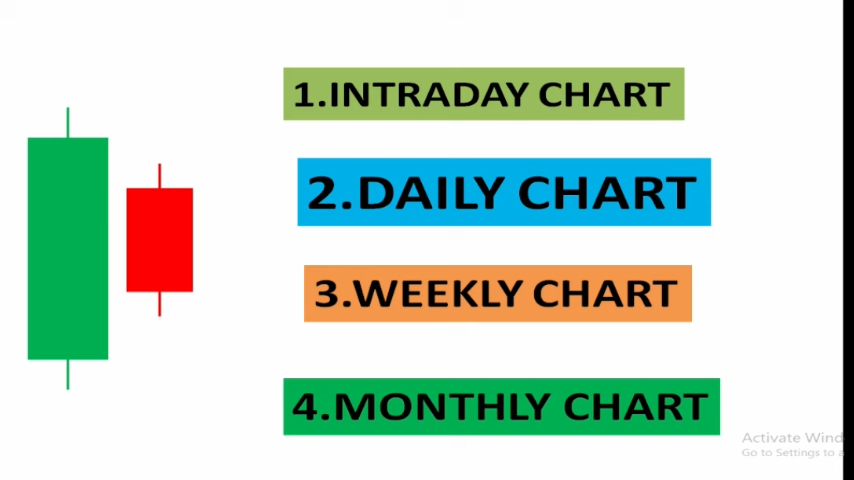 1.INTRADAY CHART
2.DAILY CHART
3.WEEKLY CHART
4.MONTHLY CHART
Activate Wind
Go to Settings to a